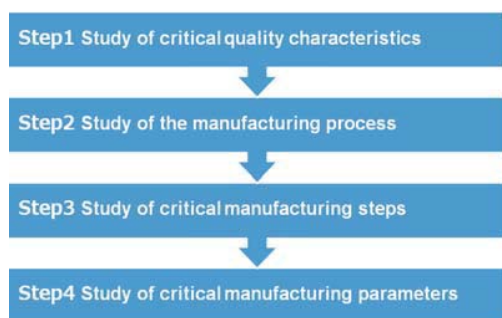 Step1 Study of critical quality characteristics
Step2 Study of the manufacturing process
Step3 Study of critical manufacturing steps
Step4 Study of critical manufacturing parameters